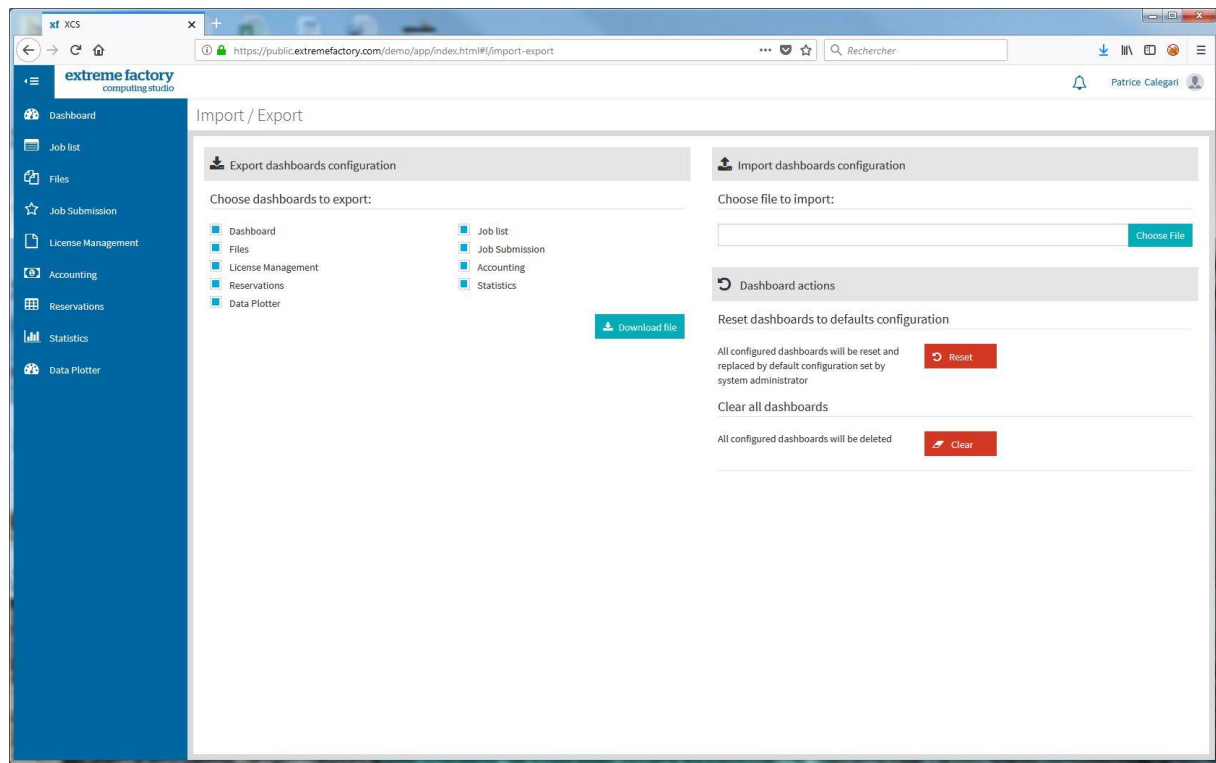 xf XCS
https://public.extremefactory.com/demo/app/index.html#!/import-export
Rechercher
extreme factory
computing studio
Patrice Calegari
Dashboard
Job list
Files
Job Submission
License Management
Accounting
Reservations
Statistics
Data Plotter
Import / Export
Export dashboards configuration
Choose dashboards to export:
Dashboard
Job list
Files
Job Submission
License Management
Accounting
Reservations
Statistics
Data Plotter
Download file
Import dashboards configuration
Choose file to import:
Choose File
Dashboard actions
Reset dashboards to defaults configuration
All configured dashboards will be reset and
replaced by default configuration set by
system administrator
Reset
Clear all dashboards
All configured dashboards will be deleted
Clear